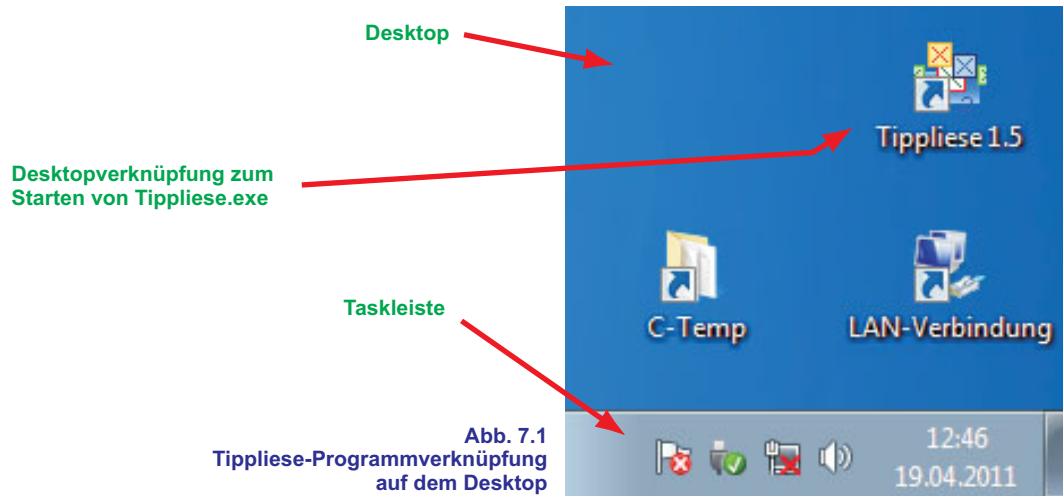 Desktop
Tippliese 1.5
Desktopverknüpfung zum
Starten von Tippliese.exe
Taskleiste
C-Temp
LAN-Verbindung
Abb. 7.1
Tippliese-Programmverknüpfung
auf dem Desktop
12:46
19.04.2011